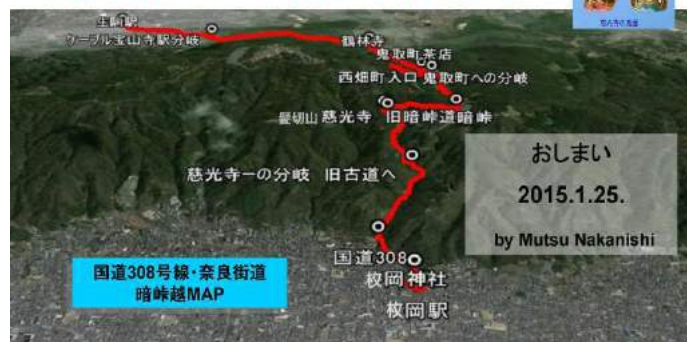 生駒駅
ケーブル宝山寺駅分岐
鶴林寺
鬼取町茶店
西畑町入口 鬼取町への分岐
髪切山 慈光寺 旧暗峠道暗峠
慈光寺への分岐 旧古道へ
国道308
枚岡神社
枚岡駅
国道308号線・奈良街道
暗峠越MAP
おしまい
2015.1.25.
by Mutsu Nakanishi